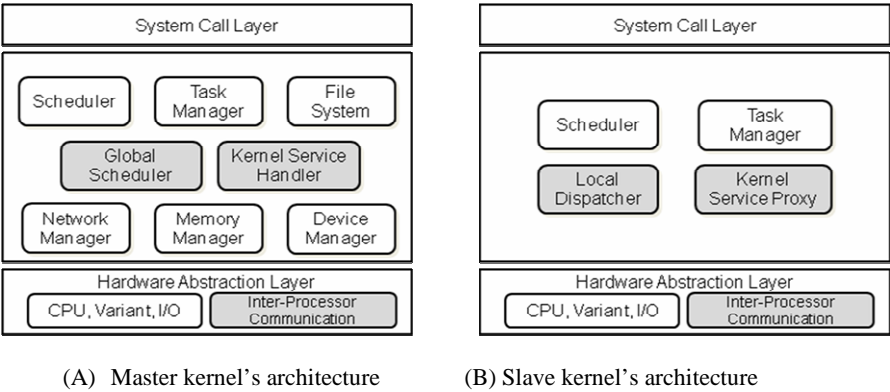 System Call Layer
Scheduler
Task
Manager
File
System
Global
Scheduler
Kernel Service
Handler
Network
Manager
Memory
Manager
Device
Manager
Hardware Abstraction Layer
CPU, Variant, I/O
Inter-Processor
Communication
(A) Master kernel's architecture
System Call Layer
Scheduler
Task
Manager
Local
Dispatcher
Kernel
Service Proxy
Hardware Abstraction Layer
CPU, Variant, I/O
Inter-Processor
Communication
(B) Slave kernel's architecture